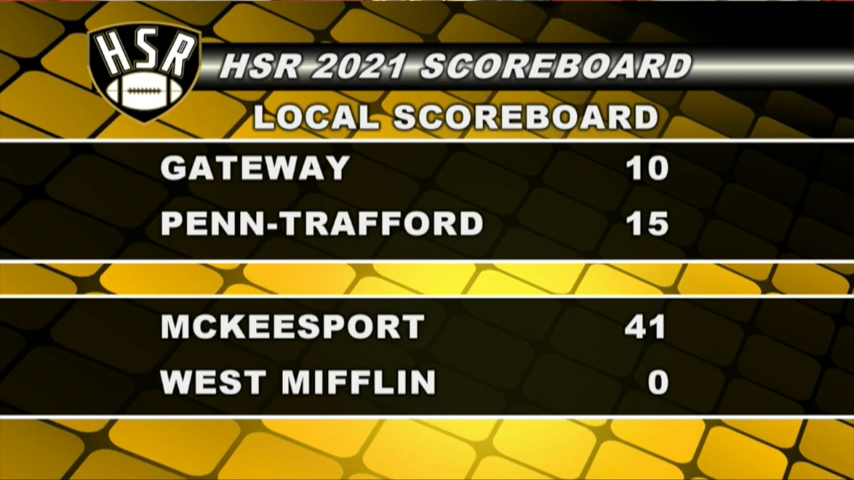 HSR
HSR 2021 SCOREBOARD
LOCAL SCOREBOARD
GATEWAY 10
PENN-TRAFFORD 15
MCKEESPORT 41
WEST MIFFLIN 0